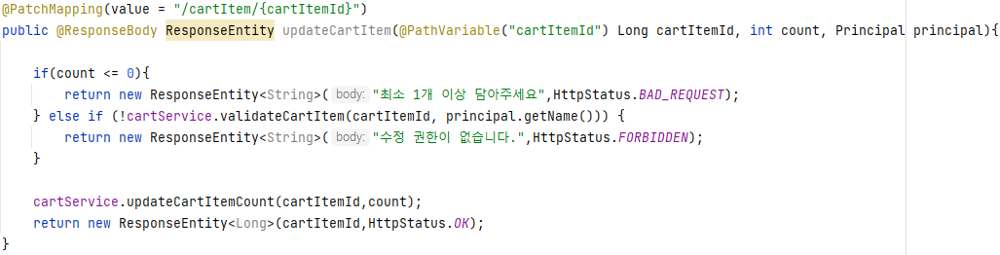 @PatchMapping(value = "/cartItem/{cartItemId}")
public @ResponseBody ResponseEntity updateCartItem(@PathVariable("cartItemId") Long cartItemId, int count, Principal principal){
if(count <= 0){
return new ResponseEntity<String>( body: "최소 1개 이상 담아주세요",HttpStatus.BAD_REQUEST);
} else if (!cartService.validateCartItem(cartItemId, principal.getName())) {
return new ResponseEntity<String>( body: "수정 권한이 없습니다.",HttpStatus.FORBIDDEN);
}
cartService.updateCartItemCount(cartItemId,count);
return new ResponseEntity<Long>(cartItemId,HttpStatus.OK);
}